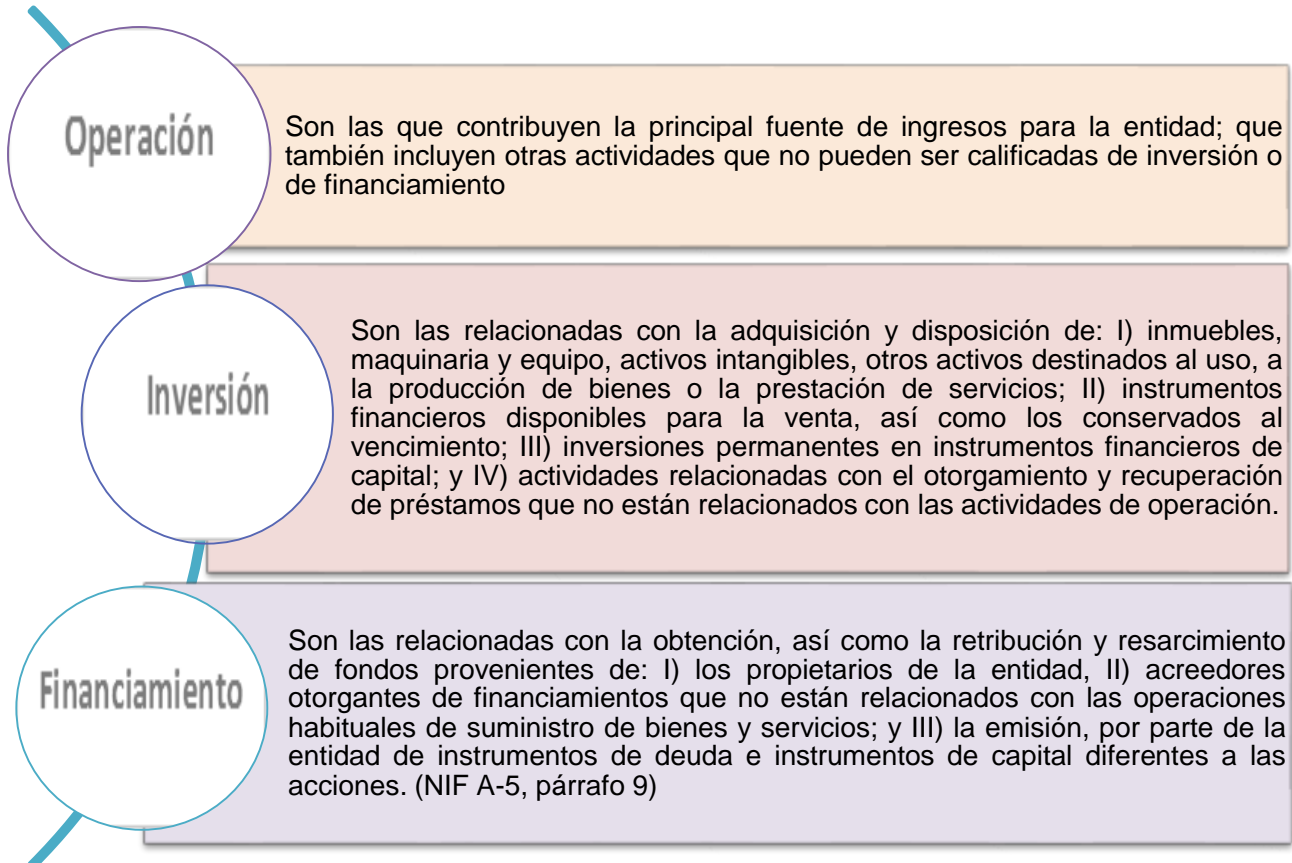 Operación
Son las que contribuyen la principal fuente de ingresos para la entidad; que
también incluyen otras actividades que no pueden ser calificadas de inversión o
de financiamiento
Inversión
Son las relacionadas con la adquisición y disposición de: I) inmuebles,
maquinaria y equipo, activos intangibles, otros activos destinados al uso, a
la producción de bienes o la prestación de servicios; II) instrumentos
financieros disponibles para la venta, así como los conservados al
vencimiento; III) inversiones permanentes en instrumentos financieros de
capital; y IV) actividades relacionadas con el otorgamiento y recuperación
de préstamos que no están relacionados con las actividades de operación.
Financiamiento
Son las relacionadas con la obtención, así como la retribución y resarcimiento
de fondos provenientes de: I) los propietarios de la entidad, II) acreedores
otorgantes de financiamientos que no están relacionados con las operaciones
habituales de suministro de bienes y servicios; y III) la emisión, por parte de la
entidad de instrumentos de deuda e instrumentos de capital diferentes a las
acciones. (NIF A-5, párrafo 9)